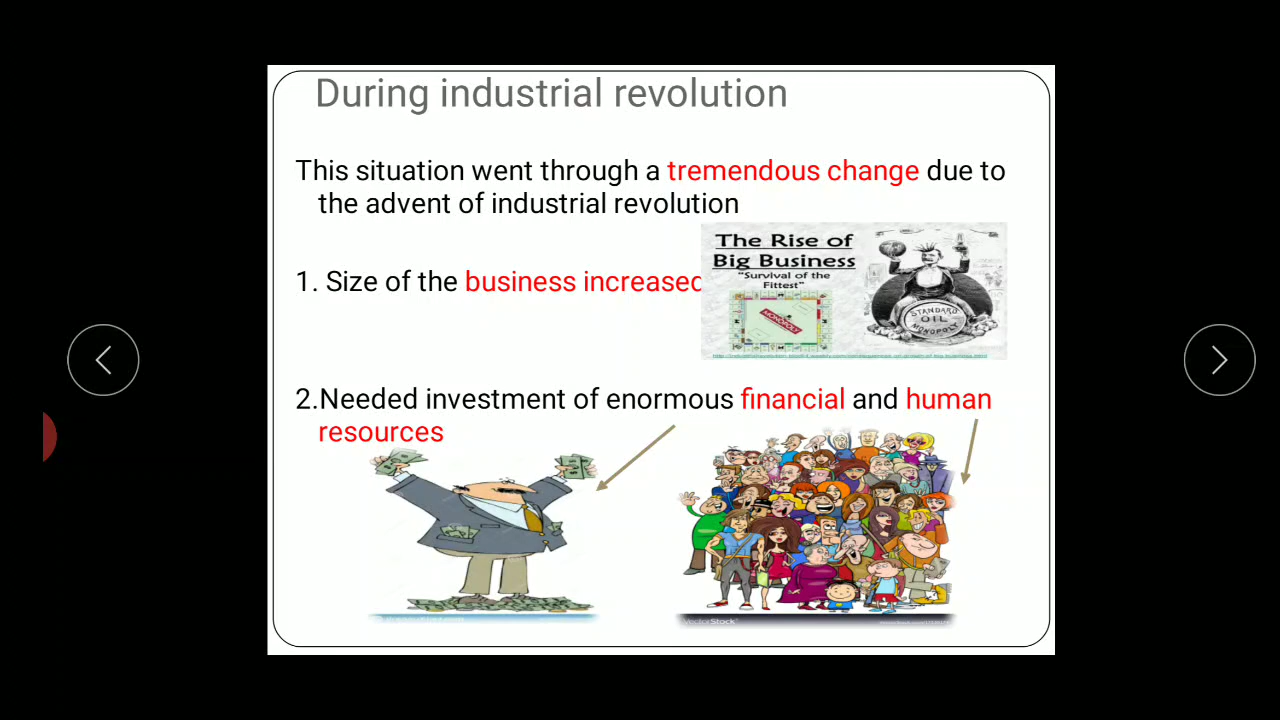 During industrial revolution
This situation went through a tremendous change due to
the advent of industrial revolution
1. Size of the business increased
The Rise of
Big Business
"Survival of the
Fittest"
MONOPOLY
STANDARD
OIL
MONOPOLY
2.Needed investment of enormous financial and human
resources
VectorStock